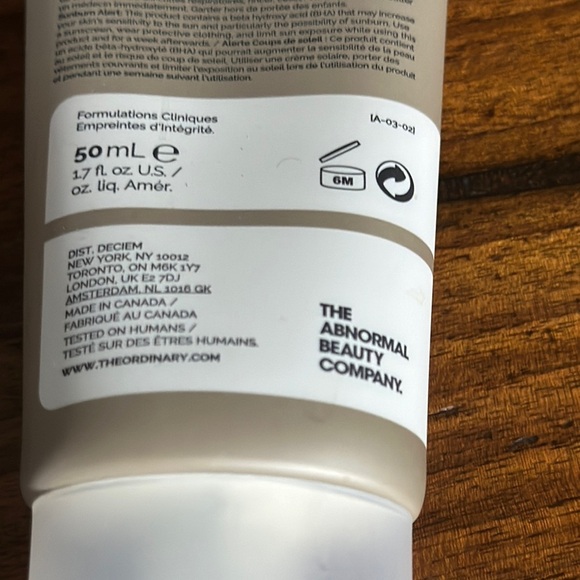 en médecin immédiatement. Garder hors de portée des enfants.
Sunburn Alert: This product contains a beta hydroxy acid (BHA) that may increase
your skin's sensitivity to the sun and particularly the possibility of sunburn. Use
a sunscreen, wear protective clothing, and limit sun exposure while using this
product and for a week afterwards. / Alerte Coups de soleil : Ce produit contient
un acide bêta-hydroxylé (BHA) qui pourrait augmenter la sensibilité de la peau
au soleil et le risque de coup de soleil. Utiliser une crème solaire, porter des
vêtements couvrants et limiter l'exposition au soleil lors de l'utilisation du produit
et pendant une semaine suivant l'utilisation.
Formulations Cliniques
Empreintes d'Intégrité.
[A-03-02]
50 mL e
1.7 fl. oz. U.S. /
oz. liq. Amér.
6M
DIST. DECIEM
NEW YORK, NY 10012
TORONTO, ON M6K 1Y7
LONDON, UK E2 7DJ
AMSTERDAM, NL 1016 GK
MADE IN CANADA /
FABRIQUÉ AU CANADA
TESTED ON HUMANS /
TESTÉ SUR DES ÊTRES HUMAINS.
WWW.THEORDINARY.COM
THE
ABNORMAL
BEAUTY
COMPANY.